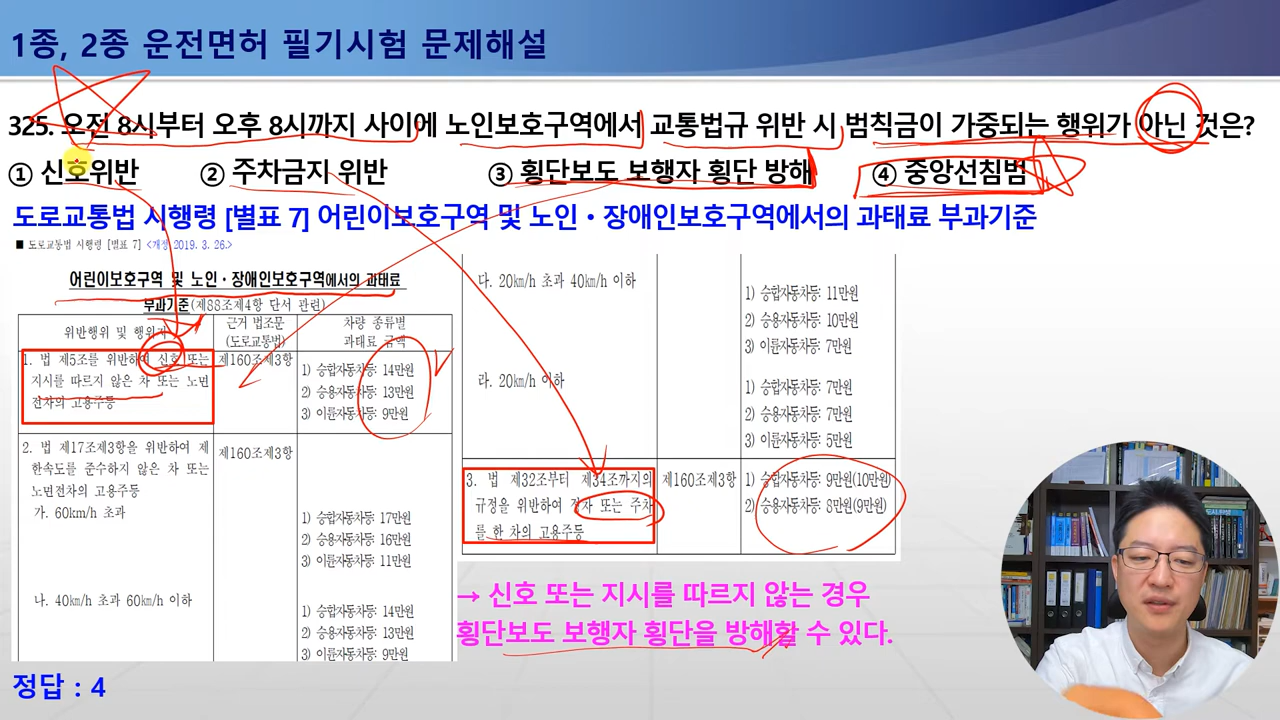 1종, 2종 운전면허 필기시험 문제해설
325. 오전 8시부터 오후 8시까지 사이에 노인보호구역에서 교통법규 위반 시 범칙금이 가중되는 행위가 아닌 것은?
① 신호위반 ② 주차금지 위반 ③ 횡단보도 보행자 횡단 방해 ④ 중앙선침범
도로교통법 시행령 [별표 7] 어린이보호구역 및 노인·장애인보호구역에서의 과태료 부과기준
■ 도로교통법 시행령 [별표 7] <개정 2019. 3. 26.>
어린이보호구역 및 노인·장애인보호구역에서의 과태료
부과기준(제88조제4항 단서 관련)
위반행위 및 행위자
근거 법조문
(도로교통법)
차량 종류별
과태료 금액
1. 법 제5조를 위반하여 신호 또는
지시를 따르지 않은 차 또는 노면
전차의 고용주등
제160조제3항
1) 승합자동차등: 14만원
2) 승용자동차등: 13만원
3) 이륜자동차등: 9만원
2. 법 제17조제3항을 위반하여 제
한속도를 준수하지 않은 차 또는
노면전차의 고용주등
제160조제3항
가. 60km/h 초과
1) 승합자동차등: 17만원
2) 승용자동차등: 16만원
3) 이륜자동차등: 11만원
나. 40km/h 초과 60km/h 이하
1) 승합자동차등: 14만원
2) 승용자동차등: 13만원
3) 이륜자동차등: 9만원
다. 20km/h 초과 40km/h 이하
1) 승합자동차등: 11만원
2) 승용자동차등: 10만원
3) 이륜자동차등: 7만원
라. 20km/h 이하
1) 승합자동차등: 7만원
2) 승용자동차등: 7만원
3) 이륜자동차등: 5만원
3. 법 제32조부터 제34조까지의
규정을 위반하여 정차 또는 주차
를 한 차의 고용주등
제160조제3항
1) 승합자동차등: 9만원(10만원)
2) 승용자동차등: 8만원(9만원)
→ 신호 또는 지시를 따르지 않는 경우
횡단보도 보행자 횡단을 방해할 수 있다.
정답 : 4